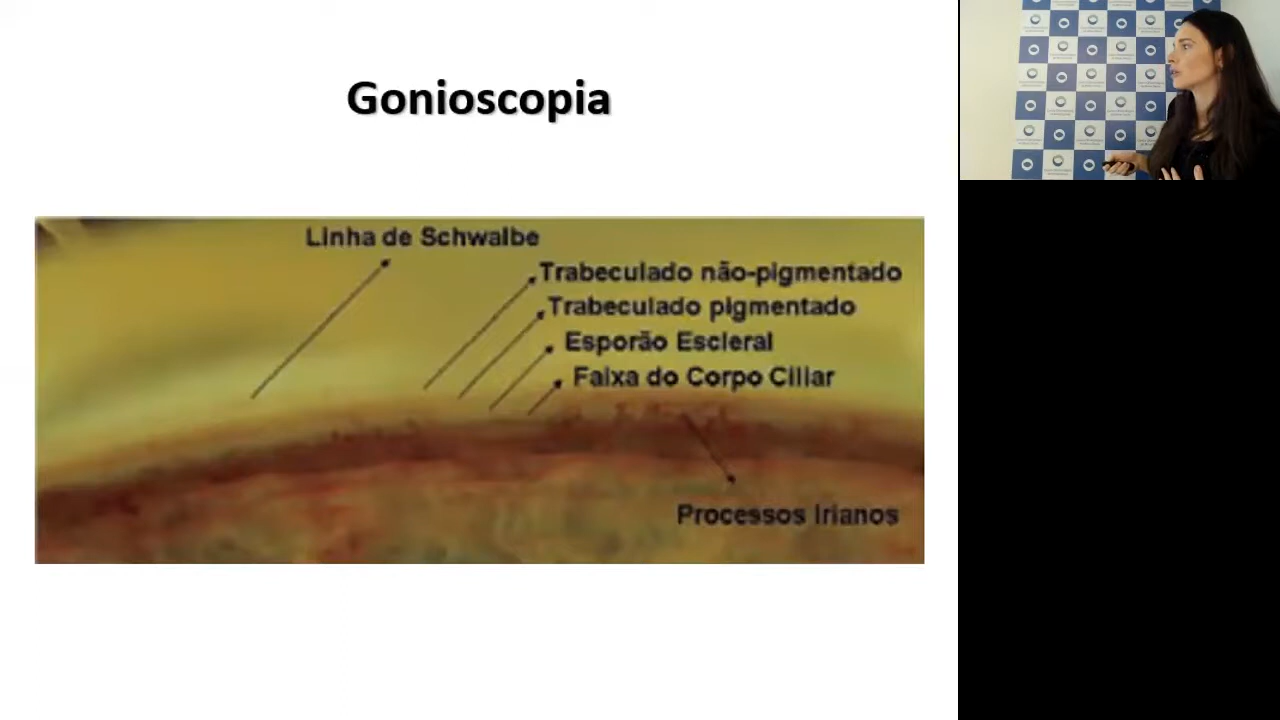 Gonioscopia
Linha de Schwalbe
Trabeculado não-pigmentado
Trabeculado pigmentado
Esporão Escleral
Faixa do Corpo Ciliar
Processos Irianos